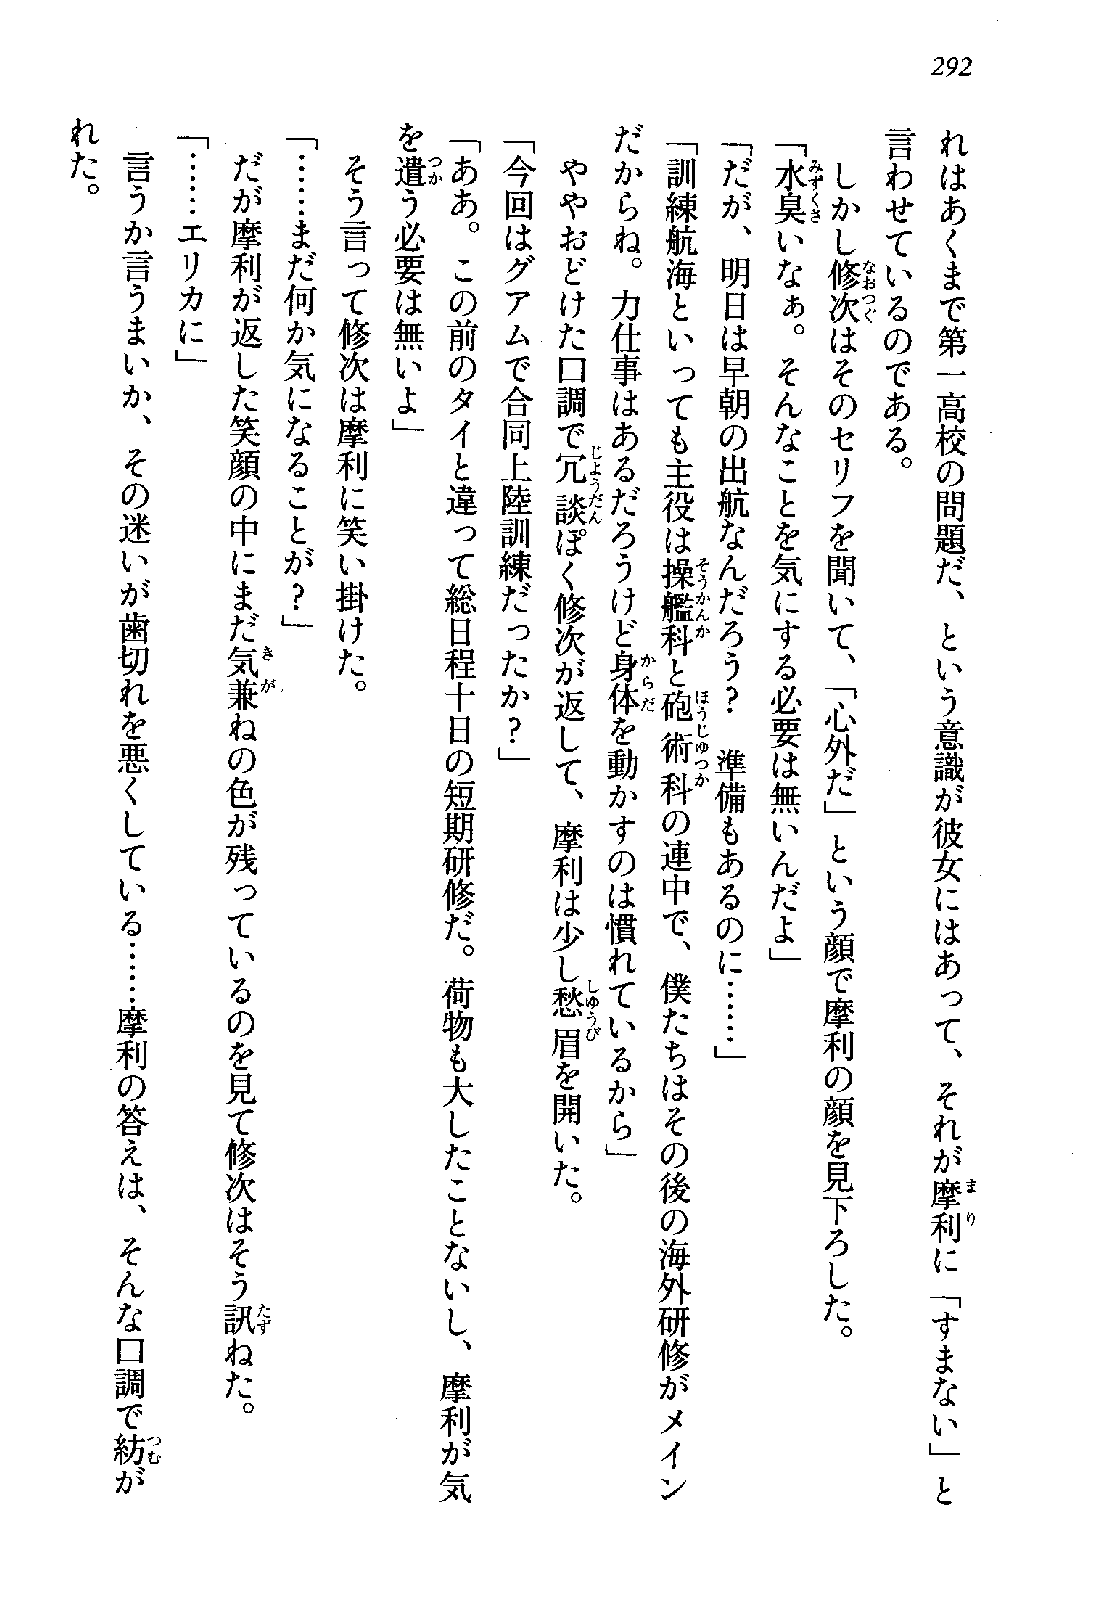 292
れはあくまで第一高校の問題だ、という意識が彼女にはあって、それが摩利に「すまない」と
言わせているのである。
しかし修次はそのセリフを聞いて、「心外だ」という顔で摩利の顔を見下ろした。
「水臭いなぁ。そんなことを気にする必要は無いんだよ」
「だが、明日は早朝の出航なんだろう？　準備もあるのに……」
「訓練航海といっても主役は操艦科と砲術科の連中で、僕たちはその後の海外研修がメイン
だからね。力仕事はあるだろうけど身体を動かすのは慣れているから」
ややおどけた口調で冗談ぽく修次が返して、摩利は少し愁眉を開いた。
「今回はグアムで合同上陸訓練だったか？」
「ああ。この前のタイと違って総日程十日の短期研修だ。荷物も大したことないし、摩利が気
を遣う必要は無いよ」
そう言って修次は摩利に笑い掛けた。
「……まだ何か気になることが？」
だが摩利が返した笑顔の中にまだ気兼ねの色が残っているのを見て修次はそう訊ねた。
「……エリカに」
言うか言うまいか、その迷いが歯切れを悪くしている……摩利の答えは、そんな口調で紡が
れた。